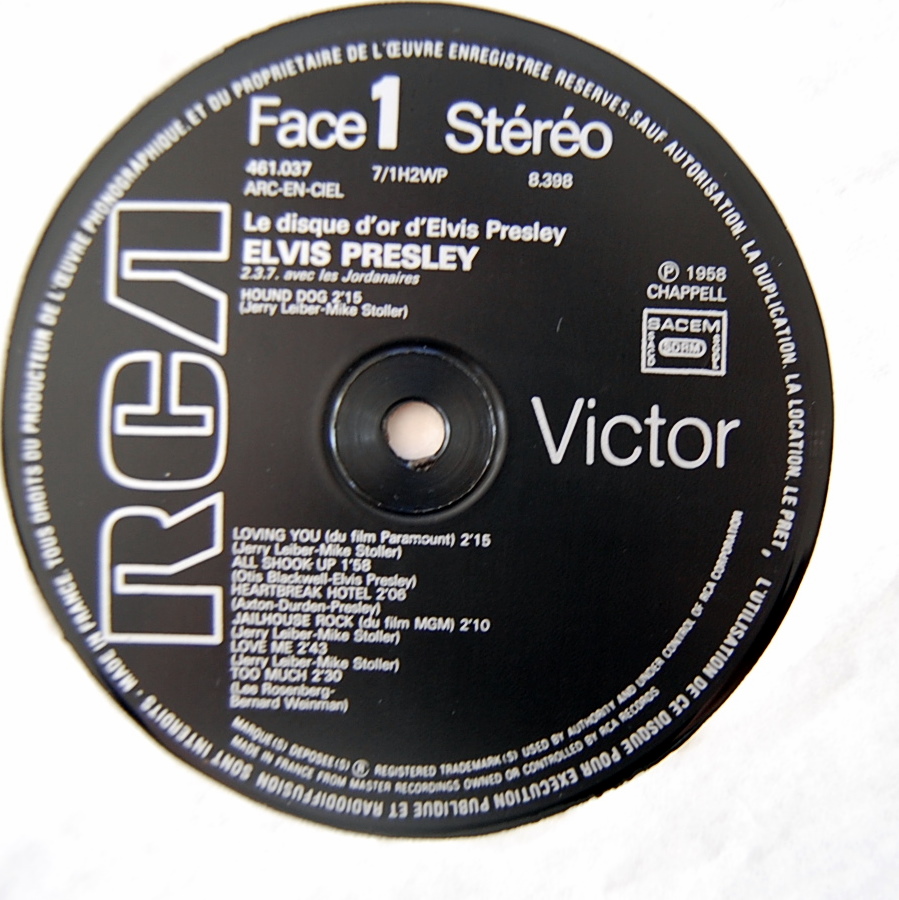 Face 1 Stéréo
461.037 7/1H2WP 8.398
ARC-EN-CIEL
Le disque d'or d'Elvis Presley
ELVIS PRESLEY
2.3.7. avec les Jordanaires
HOUND DOG 2'15
(Jerry Leiber-Mike Stoller)
℗ 1958
CHAPPELL
SACEM
SACD SDRM SCDL
RCA
Victor
LOVING YOU (du film Paramount) 2'15
(Jerry Leiber-Mike Stoller)
ALL SHOOK UP 1'58
(Otis Blackwell-Elvis Presley)
HEARTBREAK HOTEL 2'06
(Axton-Durden-Presley)
JAILHOUSE ROCK (du film MGM) 2'10
(Jerry Leiber-Mike Stoller)
LOVE ME 2'43
(Jerry Leiber-Mike Stoller)
TOO MUCH 2'30
(Lee Rosenberg-
Bernard Weinman)
MARQUE(S) DEPOSEE(S) ® REGISTERED TRADEMARK(S) USED BY AUTHORITY AND UNDER CONTROL OF RCA CORPORATION
MADE IN FRANCE FROM MASTER RECORDINGS OWNED OR CONTROLLED BY RCA RECORDS
MADE IN FRANCE. TOUS DROITS DU PRODUCTEUR DE L'ŒUVRE PHONOGRAPHIQUE. ET DU PROPRIETAIRE DE L'ŒUVRE ENREGISTREE RESERVES. SAUF AUTORISATION. LA DUPLICATION. LA LOCATION. LE PRET, L'UTILISATION DE CE DISQUE POUR EXECUTION PUBLIQUE ET RADIODIFFUSION SONT INTERDITS ·